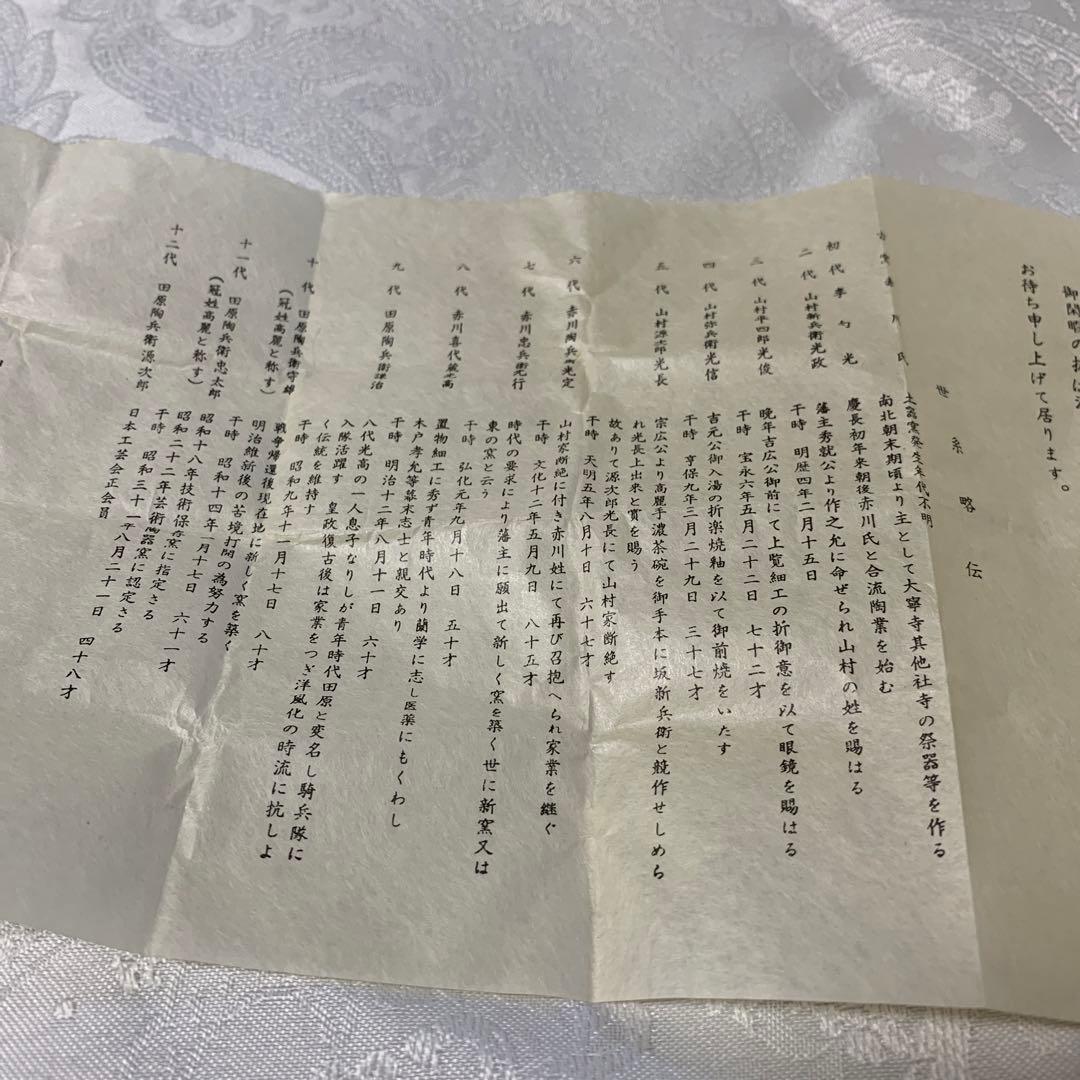 お待ち申し上げて居ります。
世系略伝
氏
南北朝末期頃より主として大寧寺其他社寺の祭器等を作る
慶長初年来朝後赤川氏と合流陶業を始む
初代 李勺光
藩主秀就公より作之允に命ぜられ山村の姓を賜はる
二代 山村新兵衛光政
干時 明暦四年二月十五日
晩年吉広公御前にて上覧細工の折御意を以て眼鏡を賜はる
三代 山村平四郎光俊
干時 宝永六年五月二十二日 七十二才
吉元公御入湯の折楽焼釉を以て御前焼をいたす
四代 山村弥兵衛光信
干時 亨保九年三月二十九日 三十七才
宗広公より高麗手濃茶碗を御手本に坂新兵衛と競作せしめら
れ光長上出来と賞を賜う
五代 山村源次郎光長
故ありて源次郎光長にて山村家断絶す
干時 天明五年八月十日 六十七才
六代 赤川陶兵衛光定
山村家断絶に付き赤川姓にて再び召抱へられ家業を継ぐ
干時 文化十二年五月九日 八十五才
七代 赤川忠兵衛光行
時代の要求により藩主に願出て新しく窯を築く世に新窯又は
東の窯と云う
干時 弘化元年九月十八日 五十才
八代 赤川喜代蔵光高
置物細工に秀ず青年時代より蘭学に志し医薬にもくわし
木戸孝允等幕末志士と親交あり
干時 明治十二年八月十一日 六十才
九代 田原陶兵衛謙治
八代光高の一人息子なりしが青年時代田原と変名し騎兵隊に
入隊活躍す 皇政復古後は家業をつぎ洋風化の時流に抗しよ
く伝統を維持す
干時 昭和九年十一月十七日 八十才
十代 田原陶兵衛守雄
(冠姓高麗と称す)
戦争帰還後現在地に新しく窯を築く
明治維新後の苦境打開の為努力する
干時 昭和十四年一月十七日 六十一才
十一代 田原陶兵衛忠太郎
(冠姓高麗と称す)
昭和十八年技術保存窯に指定さる
昭和二十二年芸術陶器窯に認定さる
干時 昭和三十一年八月二十一日 四十八才
十二代 田原陶兵衛源次郎
日本工芸会正会員